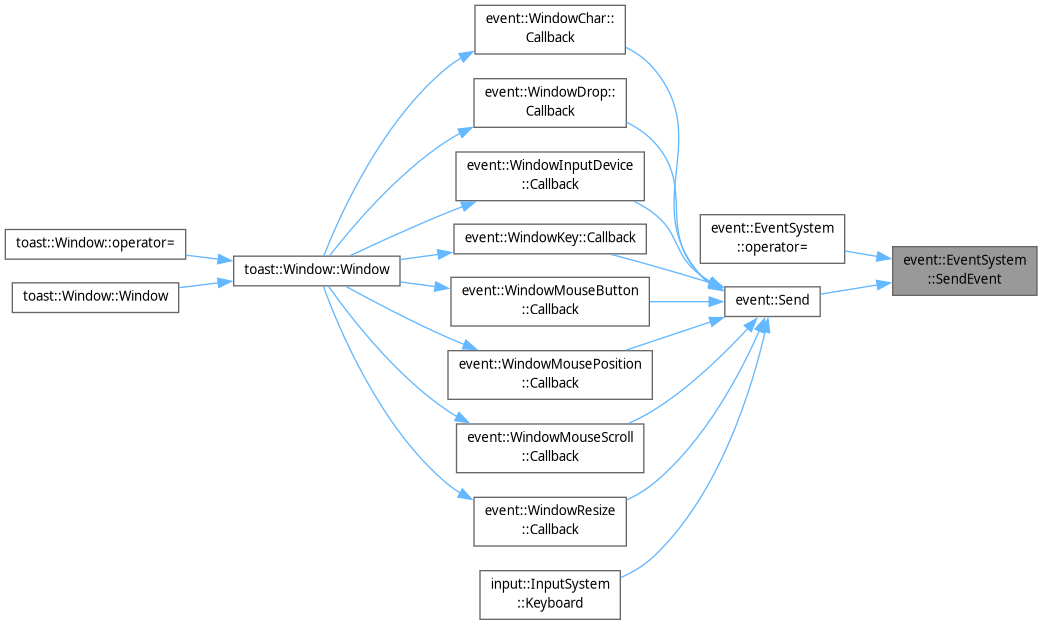 event::WindowChar::
Callback
event::WindowDrop::
Callback
event::WindowInputDevice
::Callback
event::WindowKey::Callback
event::WindowMouseButton
::Callback
event::WindowMousePosition
::Callback
event::WindowMouseScroll
::Callback
event::WindowResize
::Callback
input::InputSystem
::Keyboard
toast::Window::operator=
toast::Window::Window
toast::Window::Window
event::EventSystem
::operator=
event::Send
event::EventSystem
::SendEvent